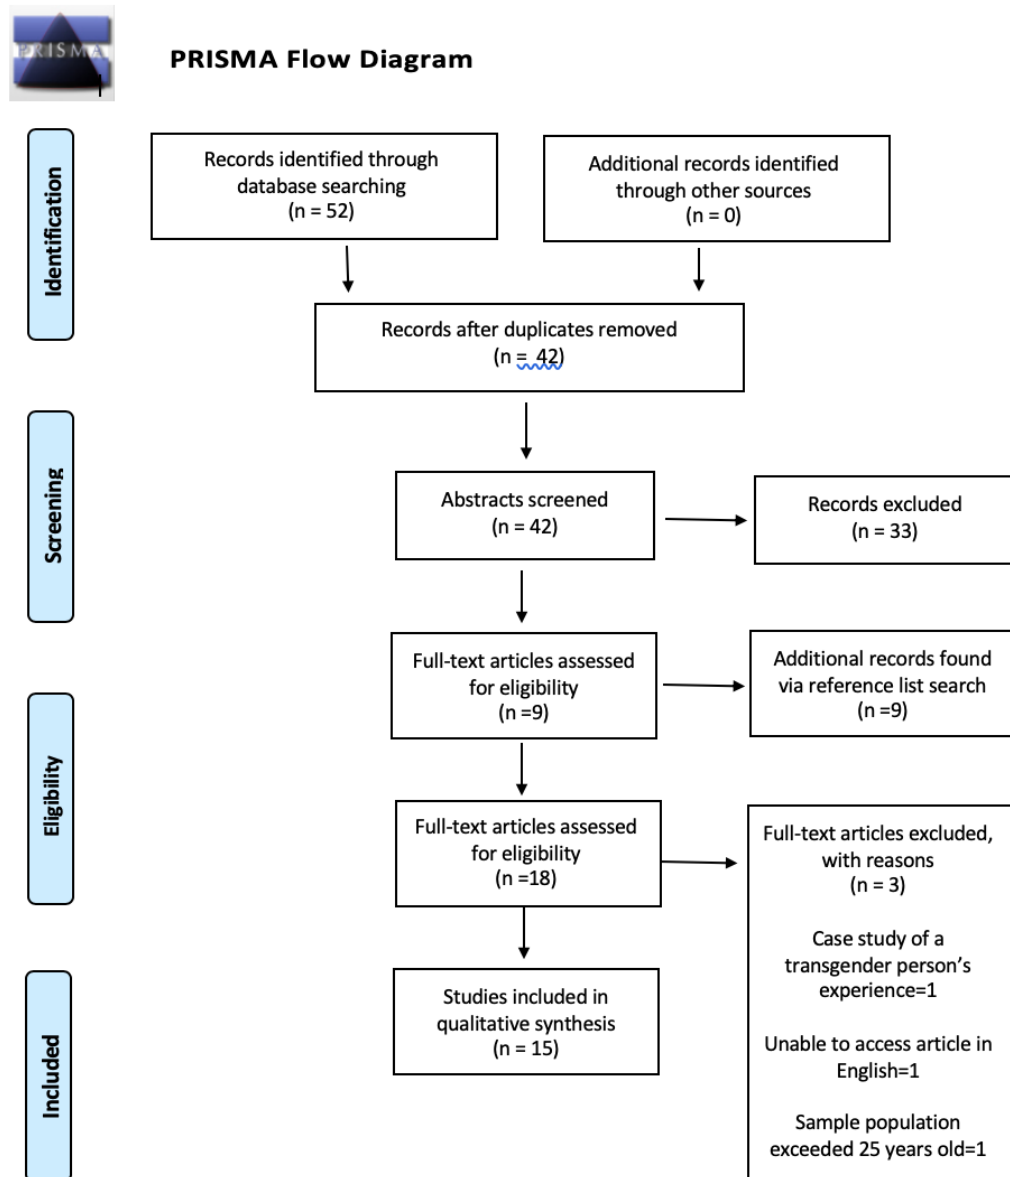 PRISMA
PRISMA Flow Diagram
Identification
Records identified through
database searching
(n = 52)
Additional records identified
through other sources
(n = 0)
Records after duplicates removed
(n = 42)
Screening
Abstracts screened
(n = 42)
Records excluded
(n = 33)
Full-text articles assessed
for eligibility
(n =9)
Additional records found
via reference list search
(n =9)
Eligibility
Full-text articles assessed
for eligibility
(n =18)
Full-text articles excluded,
with reasons
(n = 3)
Case study of a
transgender person’s
experience=1
Unable to access article in
English=1
Sample population
exceeded 25 years old=1
Included
Studies included in
qualitative synthesis
(n = 15)